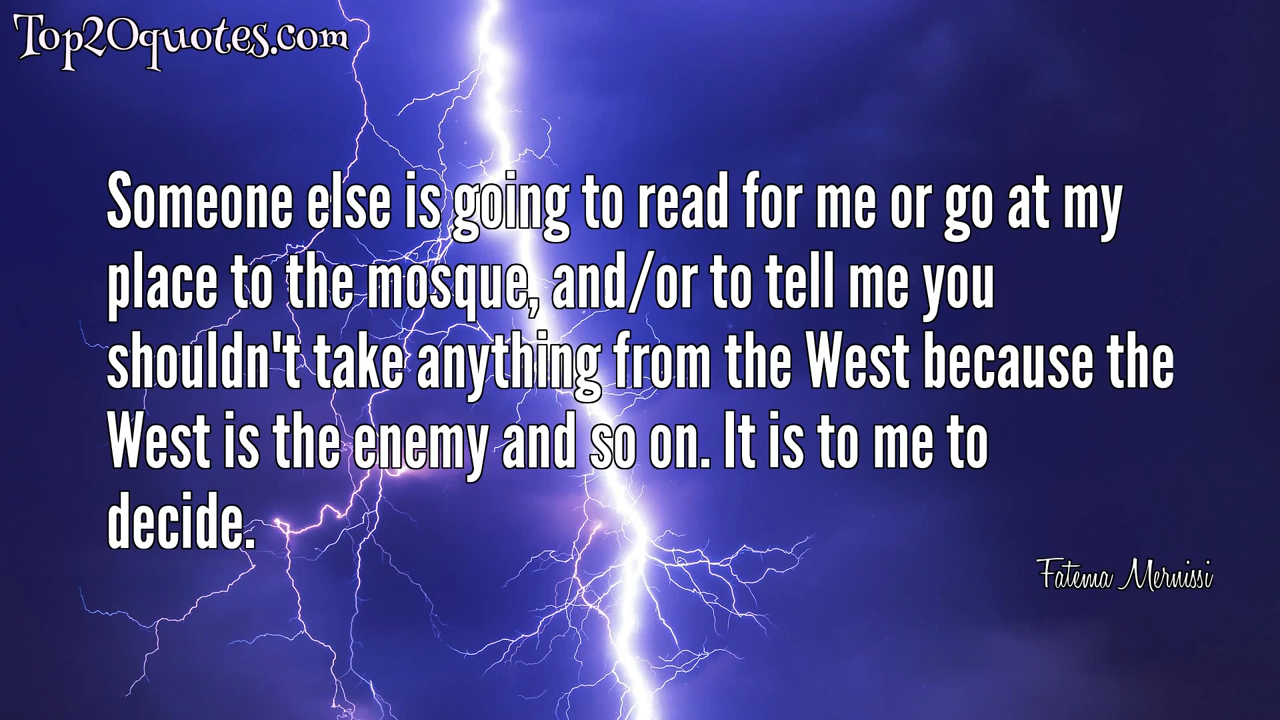 Top20quotes.com
Someone else is going to read for me or go at my
place to the mosque, and/or to tell me you
shouldn't take anything from the West because the
West is the enemy and so on. It is to me to
decide.
Fatema Mernissi